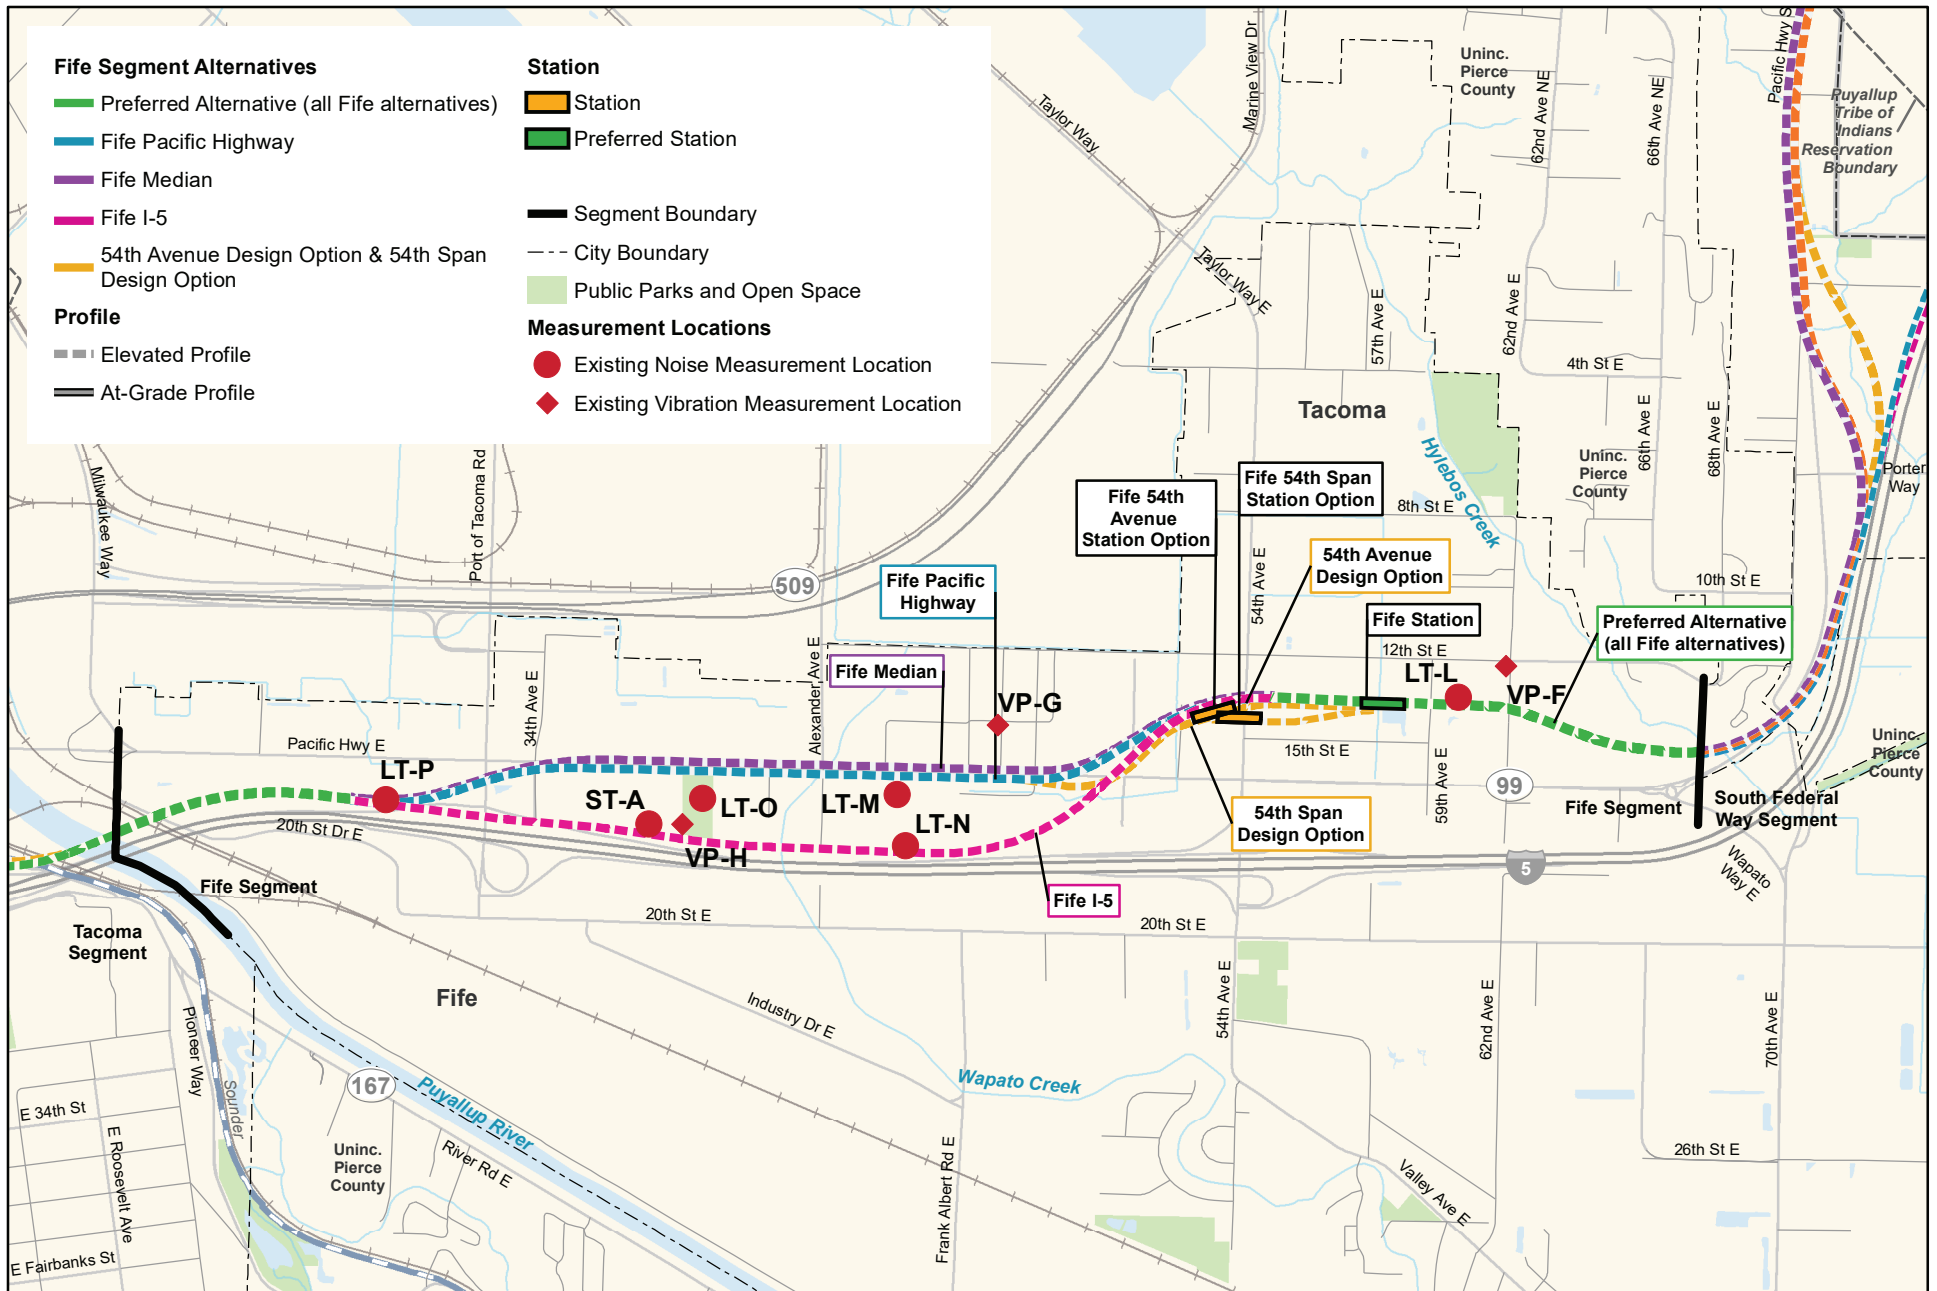 Fife Segment Alternatives
Preferred Alternative (all Fife alternatives)
Fife Pacific Highway
Fife Median
Fife I-5
54th Avenue Design Option & 54th Span
Design Option
Profile
Elevated Profile
At-Grade Profile
Station
Station
Preferred Station
Segment Boundary
City Boundary
Public Parks and Open Space
Measurement Locations
Existing Noise Measurement Location
Existing Vibration Measurement Location
Marine View Dr
Taylor Way
Taylor Way E
Uninc.
Pierce
County
62nd Ave NE
66th Ave NE
Pacific Hwy S
Puyallup
Tribe of
Indians
Reservation
Boundary
57th Ave E
62nd Ave E
4th St E
Tacoma
Hylebos Creek
66th Ave E
68th Ave E
Uninc.
Pierce
County
Porter
Way
Milwaukee Way
Port of Tacoma Rd
509
Fife 54th
Avenue
Station Option
Fife 54th Span
Station Option
8th St E
54th Ave E
54th Avenue
Design Option
10th St E
Fife Pacific
Highway
Fife Station
Preferred Alternative
(all Fife alternatives)
12th St E
Alexander Ave E
Fife Median
LT-L
VP-F
VP-G
34th Ave E
Pacific Hwy E
15th St E
59th Ave E
Uninc.
Pierce
County
LT-P
ST-A
LT-O
LT-M
LT-N
VP-H
99
Fife Segment
South Federal
Way Segment
54th Span
Design Option
20th St Dr E
5
Wapato
Way E
Fife Segment
Fife I-5
20th St E
20th St E
Tacoma
Segment
Fife
Industry Dr E
54th Ave E
62nd Ave E
70th Ave E
Pioneer Way
Sounder
167
Puyallup River
Wapato Creek
E 34th St
E Roosevelt Ave
Uninc.
Pierce
County
River Rd E
Frank Albert Rd E
Valley Ave E
26th St E
E Fairbanks St